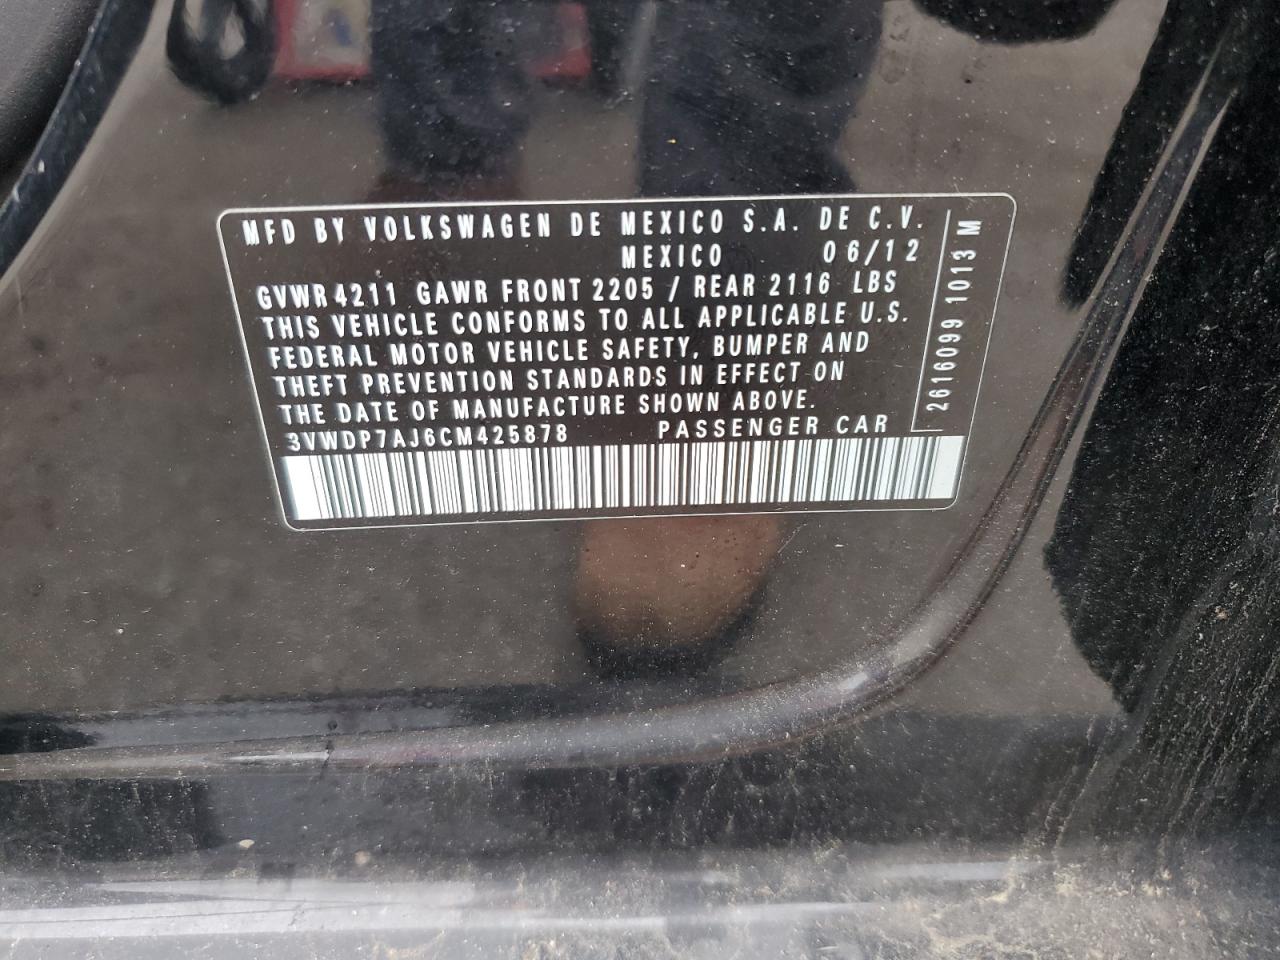 MFD BY VOLKSWAGEN DE MEXICO S.A. DE C.V.
MEXICO 06/12
GVWR 4211 GAWR FRONT 2205 / REAR 2116 LBS
THIS VEHICLE CONFORMS TO ALL APPLICABLE U.S.
FEDERAL MOTOR VEHICLE SAFETY, BUMPER AND
THEFT PREVENTION STANDARDS IN EFFECT ON
THE DATE OF MANUFACTURE SHOWN ABOVE.
3VWDP7AJ6CM425878 PASSENGER CAR
2616099 1013 M